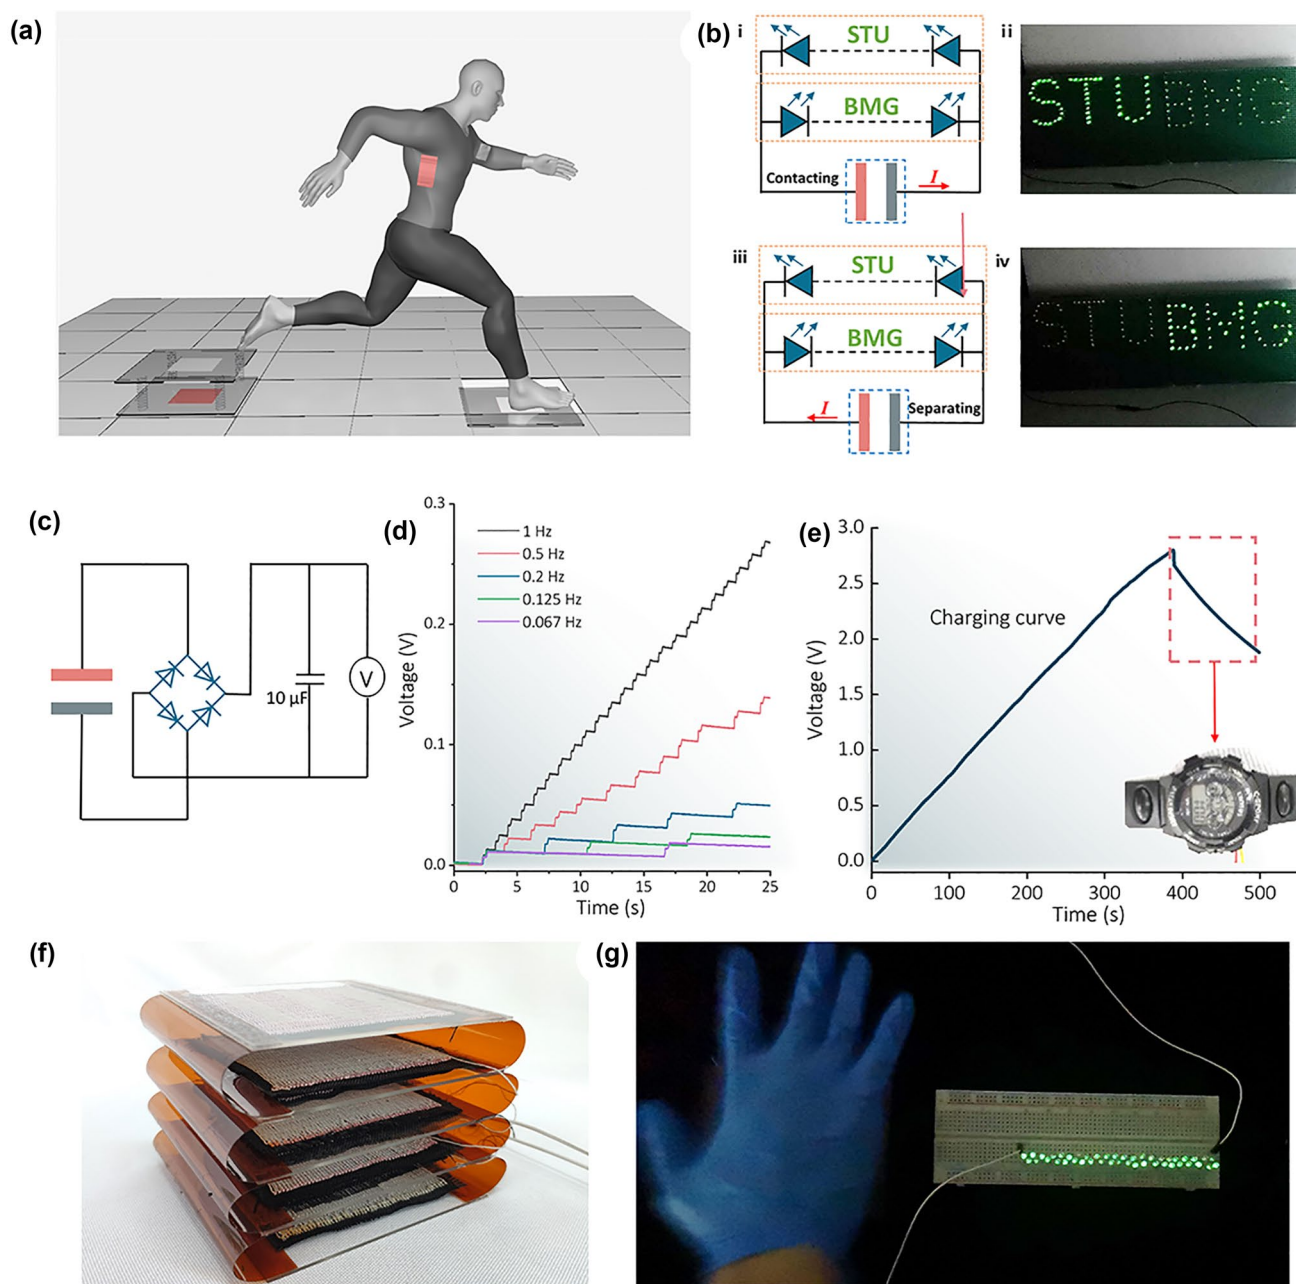 (a)
(b)
i
STU
BMG
Contacting
I
ii
STUBMG
iii
STU
BMG
I
Separating
iv
STUBMG
(c)
10 µF
V
(d)
Voltage (V)
0.3
0.2
0.1
0.0
1 Hz
0.5 Hz
0.2 Hz
0.125 Hz
0.067 Hz
0 5 10 15 20 25
Time (s)
(e)
Voltage (V)
3.0
2.5
2.0
1.5
1.0
0.5
0.0
Charging curve
0 100 200 300 400 500
Time (s)
(f)
(g)